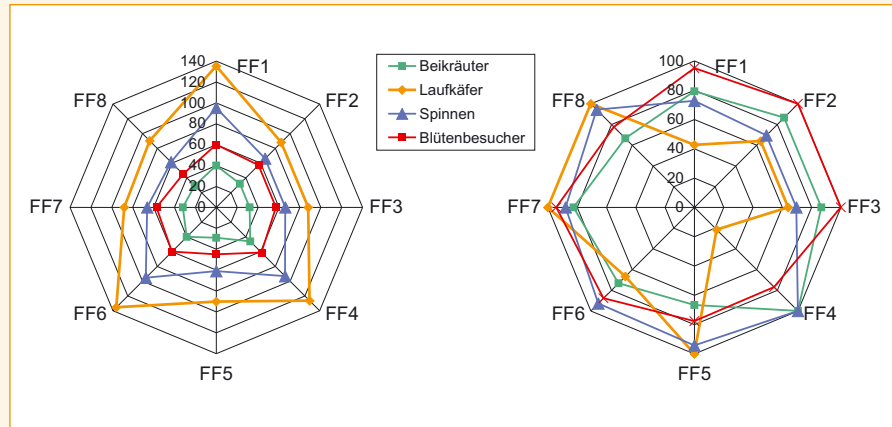 140
120
100
80
60
40
20
0
FF1
FF2
FF3
FF4
FF5
FF6
FF7
FF8
Beikräuter
Laufkäfer
Spinnen
Blütenbesucher
100
80
60
40
20
0
FF1
FF2
FF3
FF4
FF5
FF6
FF7
FF8